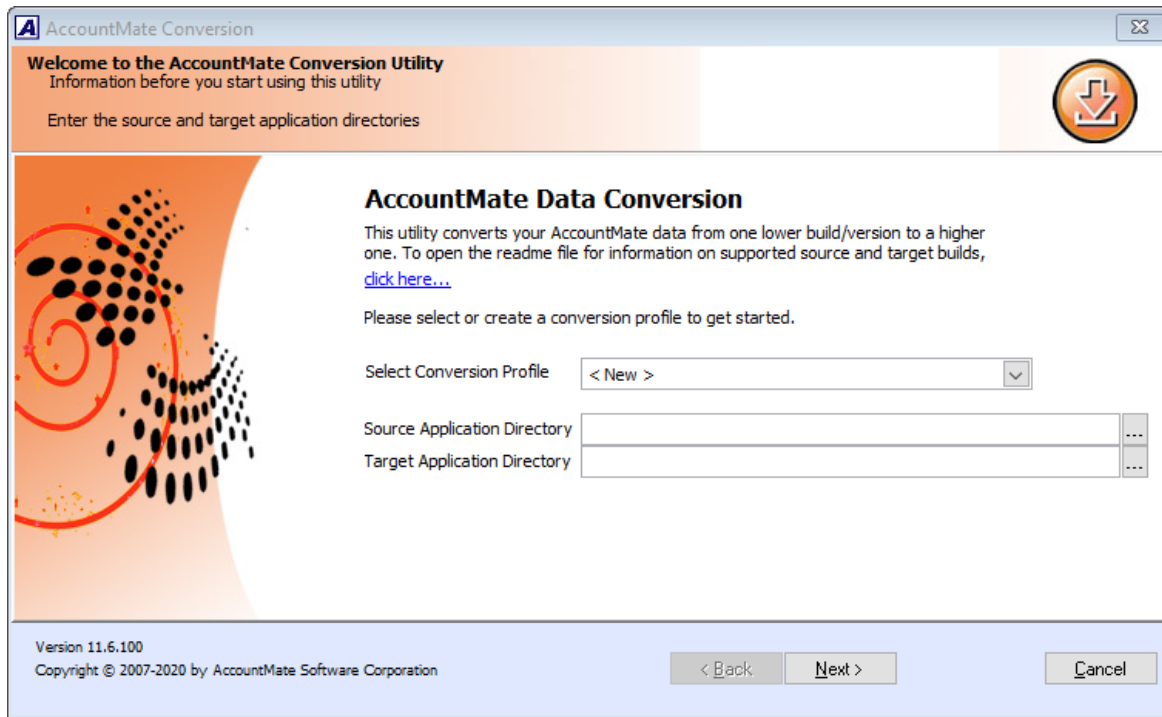 AccountMate Conversion
Welcome to the AccountMate Conversion Utility
Information before you start using this utility
Enter the source and target application directories
AccountMate Data Conversion
This utility converts your AccountMate data from one lower build/version to a higher
one. To open the readme file for information on supported source and target builds,
click here...
Please select or create a conversion profile to get started.
Select Conversion Profile
< New >
Source Application Directory
...
Target Application Directory
...
Version 11.6.100
Copyright © 2007-2020 by AccountMate Software Corporation
< Back
Next >
Cancel